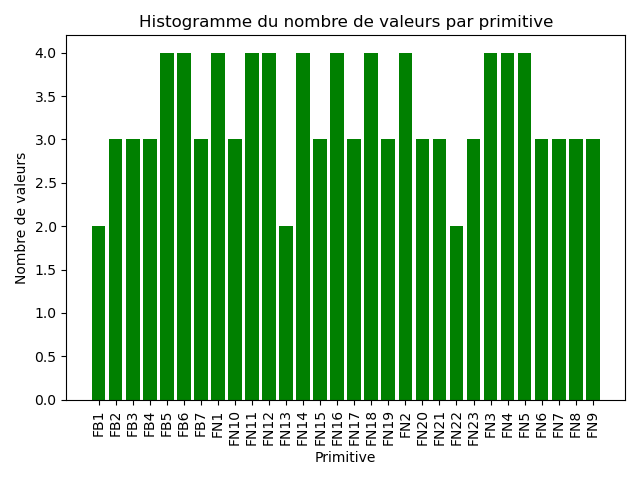 Histogramme du nombre de valeurs par primitive
Nombre de valeurs
4.0
3.5
3.0
2.5
2.0
1.5
1.0
0.5
0.0
FB1 FB2 FB3 FB4 FB5 FB6 FB7 FN1 FN10 FN11 FN12 FN13 FN14 FN15 FN16 FN17 FN18 FN19 FN2 FN20 FN21 FN22 FN23 FN3 FN4 FN5 FN6 FN7 FN8 FN9
Primitive